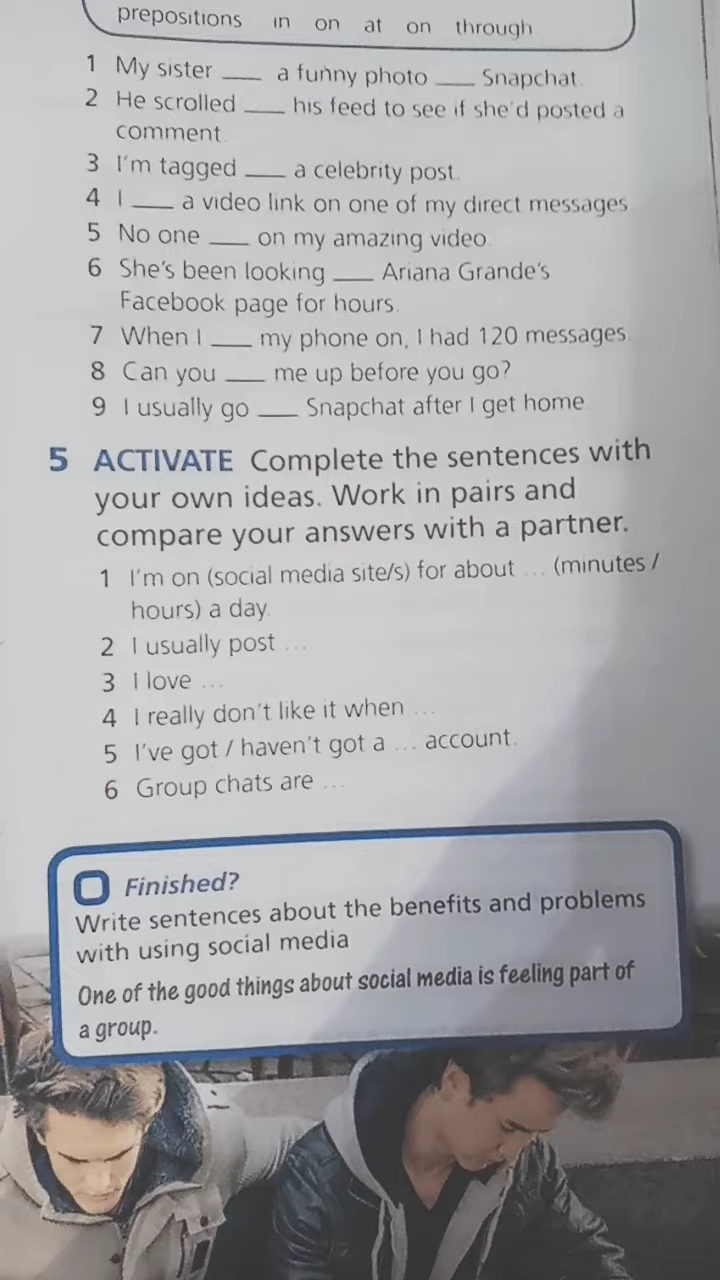 prepositions in on at on through
1 My sister ___ a funny photo ___ Snapchat.
2 He scrolled ___ his feed to see if she'd posted a
comment.
3 I'm tagged ___ a celebrity post.
4 I ___ a video link on one of my direct messages.
5 No one ___ on my amazing video.
6 She's been looking ___ Ariana Grande's
Facebook page for hours.
7 When I ___ my phone on, I had 120 messages.
8 Can you ___ me up before you go?
9 I usually go ___ Snapchat after I get home.
5 ACTIVATE Complete the sentences with
your own ideas. Work in pairs and
compare your answers with a partner.
1 I'm on (social media site/s) for about ... (minutes /
hours) a day.
2 I usually post ...
3 I love ...
4 I really don't like it when ...
5 I've got / haven't got a ... account.
6 Group chats are ...
Finished?
Write sentences about the benefits and problems
with using social media
One of the good things about social media is feeling part of
a group.